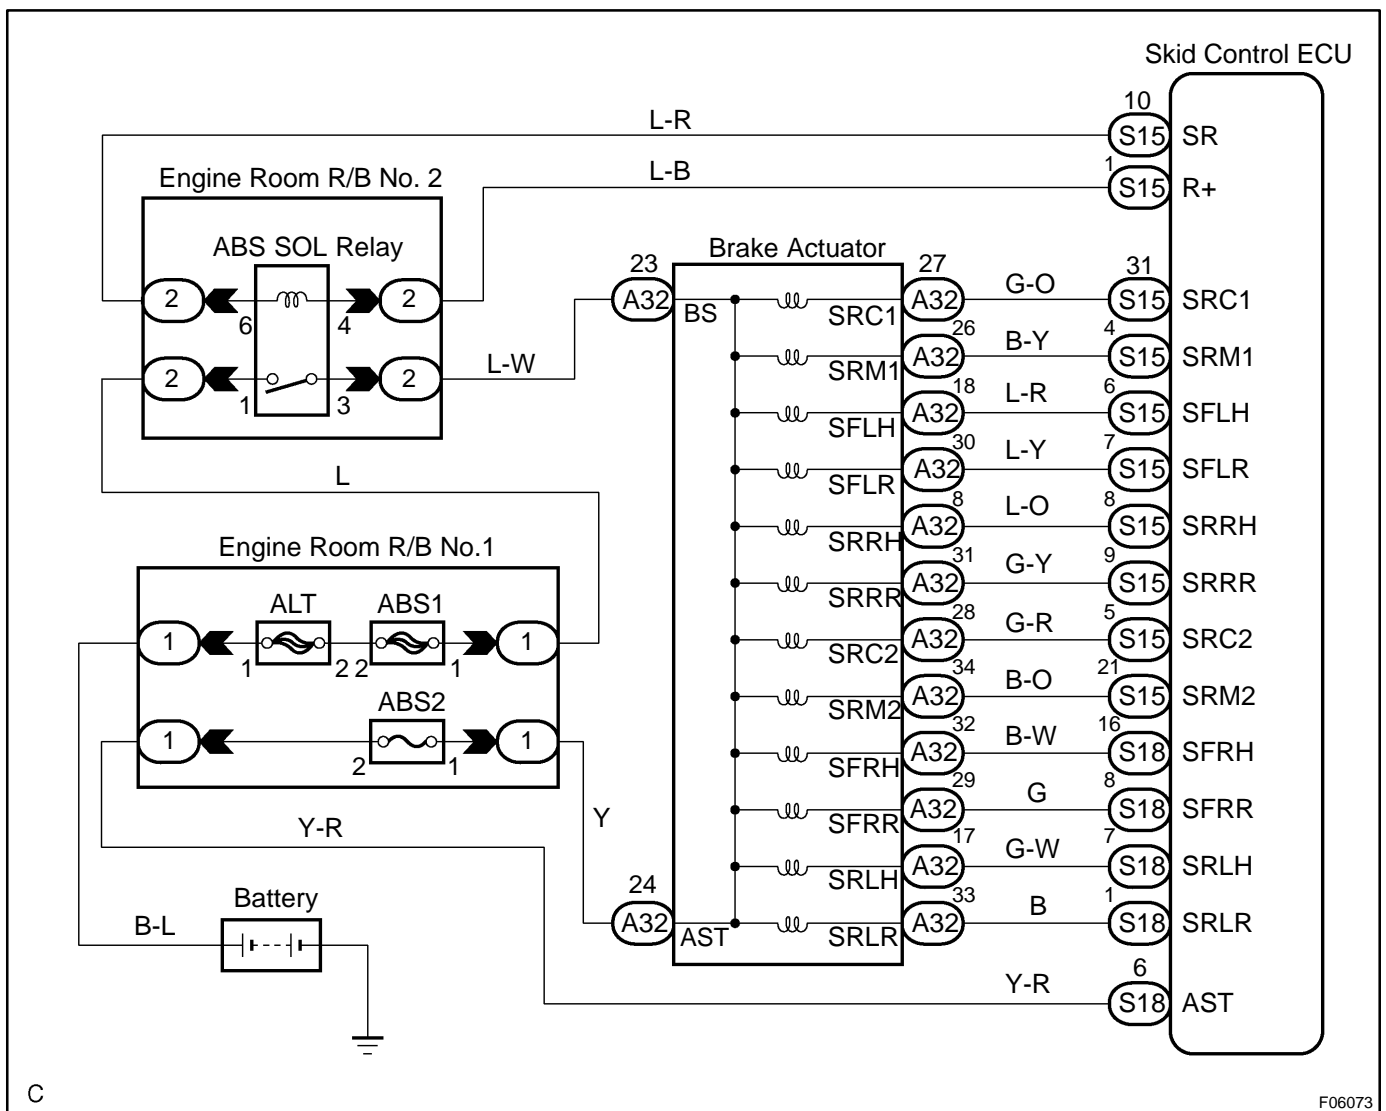 Skid Control ECU
10
L-R
S15
SR
1
L-B
S15
R+
Engine Room R/B No. 2
ABS SOL Relay
2
2
6
4
2
2
1
3
L-W
L
Brake Actuator
23
A32
BS
24
A32
AST
27
SRC1
A32
G-O
31
S15
SRC1
26
SRM1
A32
B-Y
4
S15
SRM1
18
SFLH
A32
L-R
6
S15
SFLH
30
SFLR
A32
L-Y
7
S15
SFLR
8
SRRH
A32
L-O
8
S15
SRRH
31
SRRR
A32
G-Y
9
S15
SRRR
28
SRC2
A32
G-R
5
S15
SRC2
34
SRM2
A32
B-O
21
S15
SRM2
32
SFRH
A32
B-W
16
S18
SFRH
29
SFRR
A32
G
8
S18
SFRR
17
SRLH
A32
G-W
7
S18
SRLH
33
SRLR
A32
B
1
S18
SRLR
Y-R
6
S18
AST
Engine Room R/B No.1
ALT
ABS1
1
1
1
2 2
1
ABS2
1
1
2
1
Y
Y-R
Battery
B-L
C
F06073